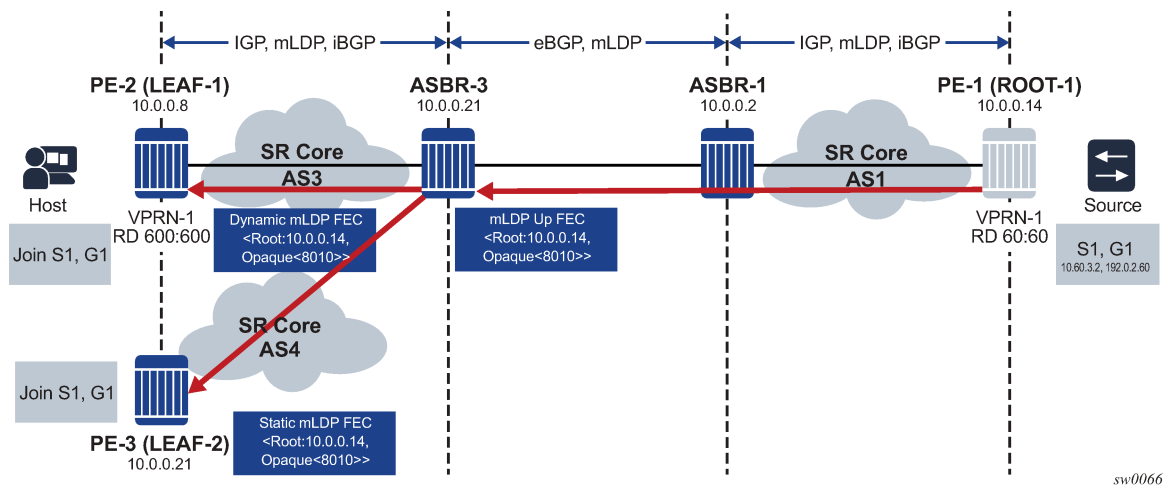 IGP, mLDP, iBGP
eBGP, mLDP
IGP, mLDP, iBGP
PE-2 (LEAF-1)
10.0.0.8
ASBR-3
10.0.0.21
ASBR-1
10.0.0.2
PE-1 (ROOT-1)
10.0.0.14
SR Core
AS3
SR Core
AS1
Host
Source
VPRN-1
RD 600:600
Dynamic mLDP FEC
<Root:10.0.0.14,
Opaque<8010>>
mLDP Up FEC
<Root:10.0.0.14,
Opaque<8010>>
VPRN-1
RD 60:60
Join S1, G1
S1, G1
10.60.3.2, 192.0.2.60
SR Core
AS4
Join S1, G1
Static mLDP FEC
<Root:10.0.0.14,
Opaque<8010>>
PE-3 (LEAF-2)
10.0.0.21
sw0066